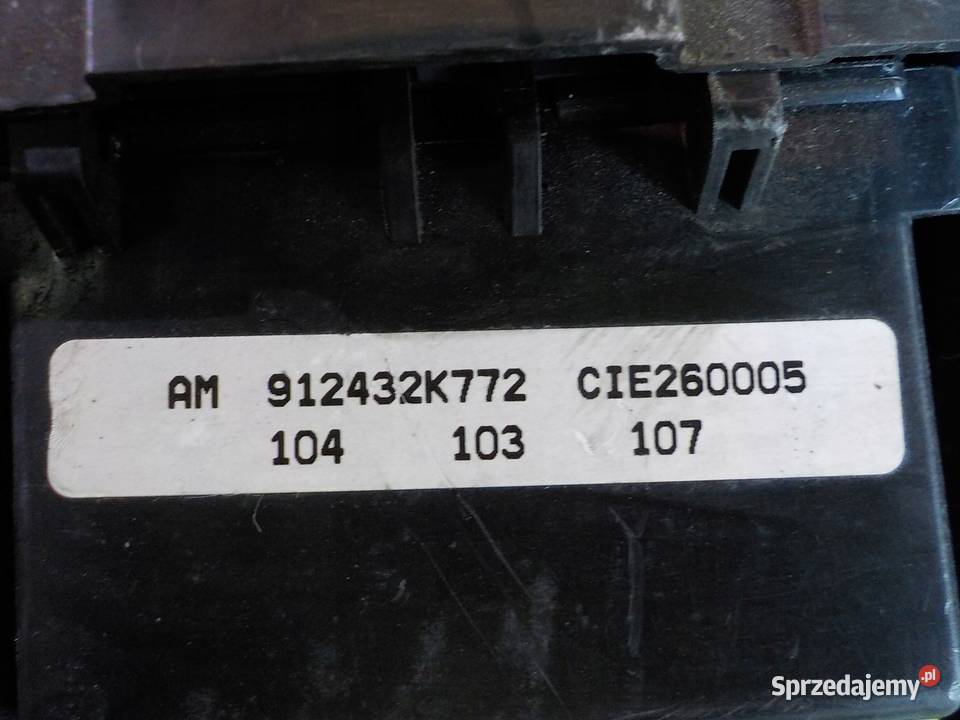 AM 912432K772 CIE260005
104 103 107
Sprzedajemy.pl